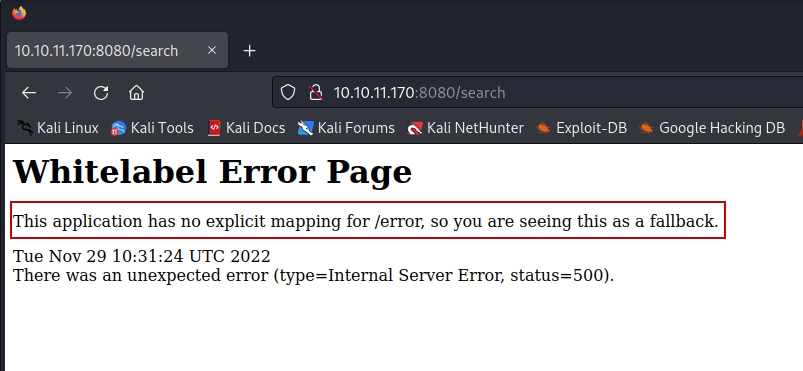 10.10.11.170:8080/search
10.10.11.170:8080/search
Kali Linux Kali Tools Kali Docs Kali Forums Kali NetHunter Exploit-DB Google Hacking DB
Whitelabel Error Page
This application has no explicit mapping for /error, so you are seeing this as a fallback.
Tue Nov 29 10:31:24 UTC 2022
There was an unexpected error (type=Internal Server Error, status=500).